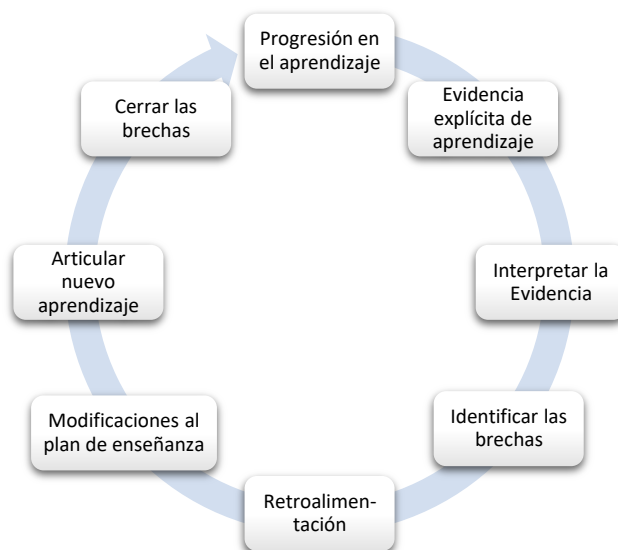 Progresión en
el aprendizaje
Evidencia
explícita de
aprendizaje
Interpretar la
Evidencia
Identificar las
brechas
Retroalimen-
tación
Modificaciones al
plan de enseñanza
Articular
nuevo
aprendizaje
Cerrar las
brechas